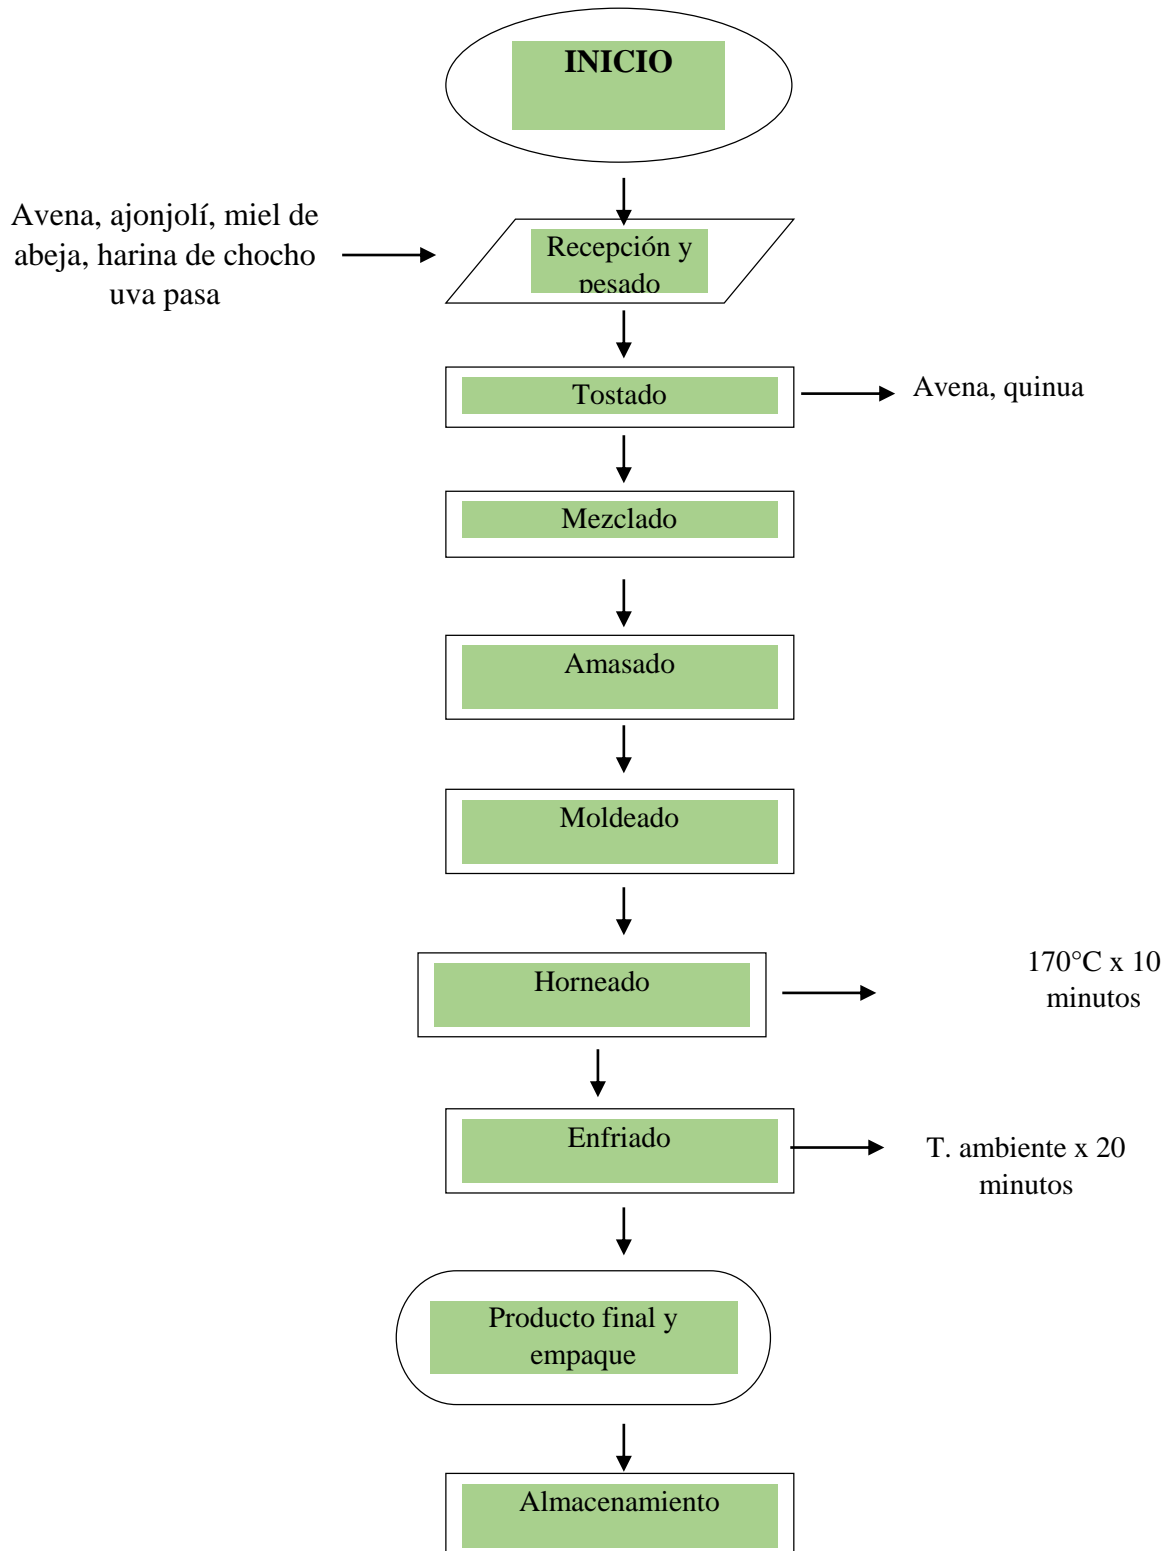 INICIO
Avena, ajonjolí, miel de
abeja, harina de chocho
uva pasa
Recepción y
pesado
Tostado
Avena, quinua
Mezclado
Amasado
Moldeado
Horneado
170°C x 10
minutos
Enfriado
T. ambiente x 20
minutos
Producto final y
empaque
Almacenamiento